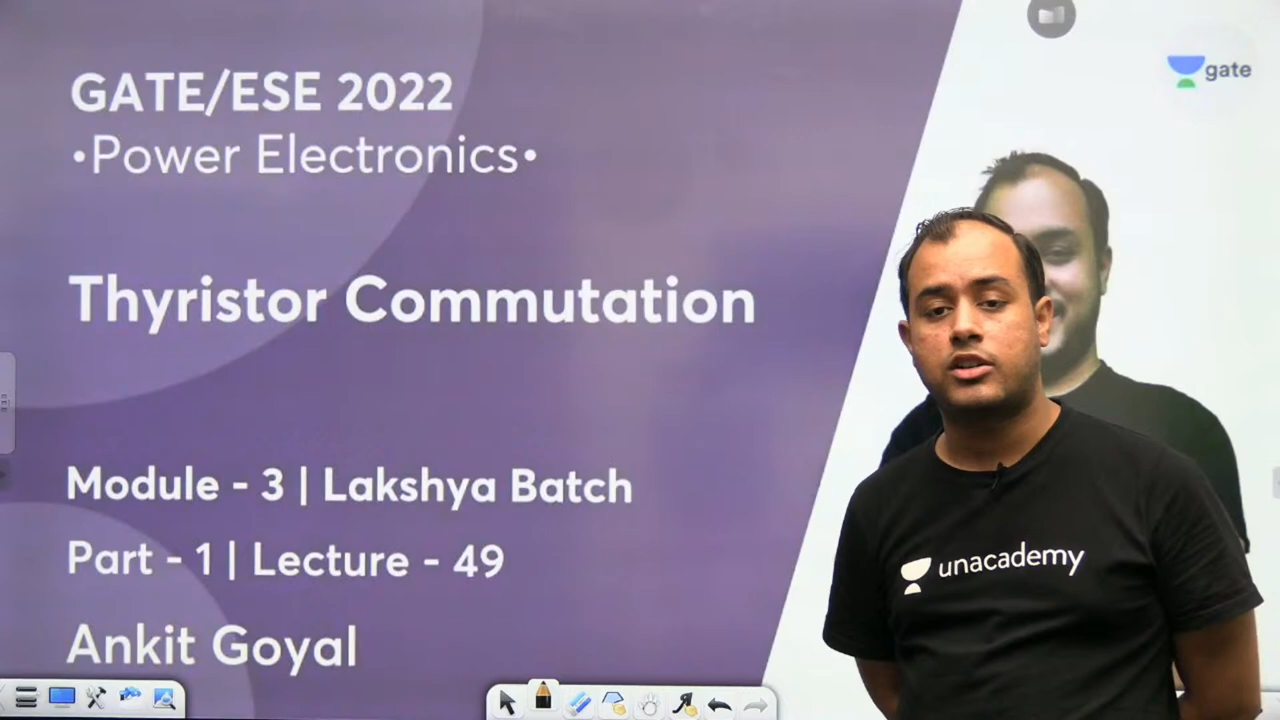 GATE/ESE 2022
•Power Electronics•
Thyristor Commutation
Module - 3 | Lakshya Batch
Part - 1 | Lecture - 49
Ankit Goyal
gate
unacademy